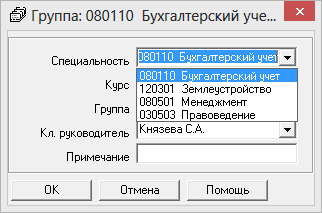 Группа: 080110 Бухгалтерский уче...
Специальность 080110 Бухгалтерский учет
080110 Бухгалтерский учет
Курс 120301 Землеустройство
080501 Менеджмент
Группа 030503 Правоведение
Кл. руководитель Князева С.А.
Примечание
OK Отмена Помощь